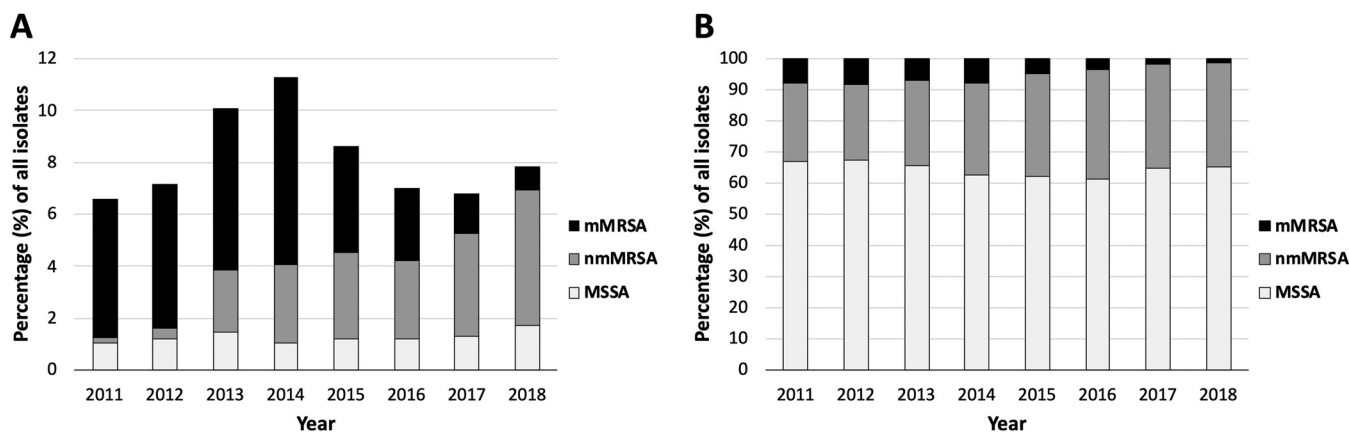 A
Percentage (%) of all isolates
12
10
8
6
4
2
0
2011 2012 2013 2014 2015 2016 2017 2018
Year
mMRSA
nmMRSA
MSSA
B
Percentage (%) of all isolates
100
90
80
70
60
50
40
30
20
10
0
2011 2012 2013 2014 2015 2016 2017 2018
Year
mMRSA
nmMRSA
MSSA